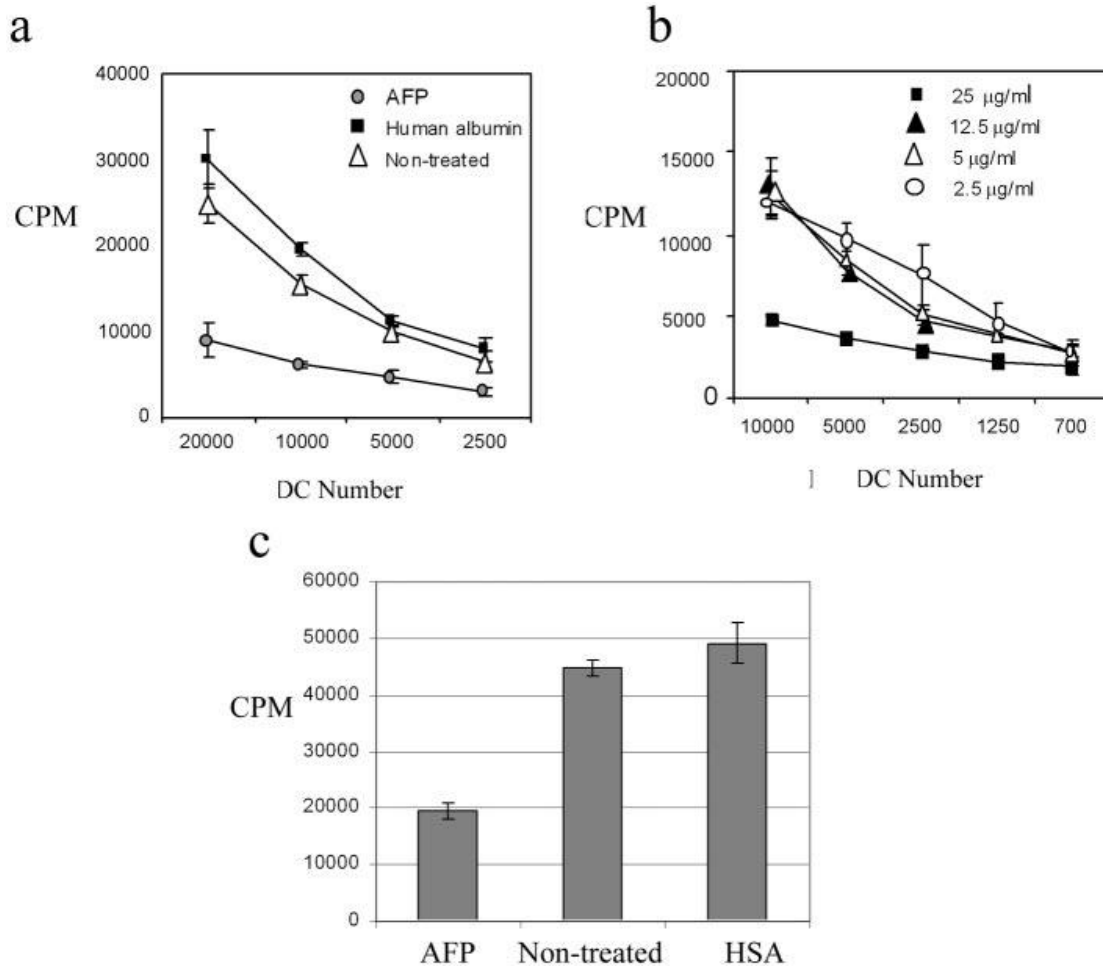 a
40000
30000
20000
10000
0
CPM
AFP
Human albumin
Non-treated
20000 10000 5000 2500
DC Number
b
20000
15000
10000
5000
0
CPM
25 μg/ml
12.5 μg/ml
5 μg/ml
2.5 μg/ml
10000 5000 2500 1250 700
] DC Number
c
60000
50000
40000
30000
20000
10000
0
CPM
AFP Non-treated HSA